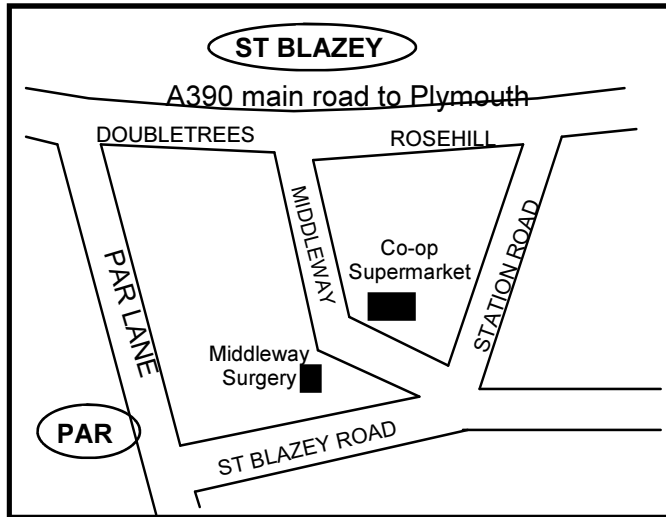 ST BLAZEY
A390 main road to Plymouth
DOUBLETREES
ROSEHILL
MIDDLEWAY
STATION ROAD
Co-op
Supermarket
PAR LANE
Middleway
Surgery
PAR
ST BLAZEY ROAD